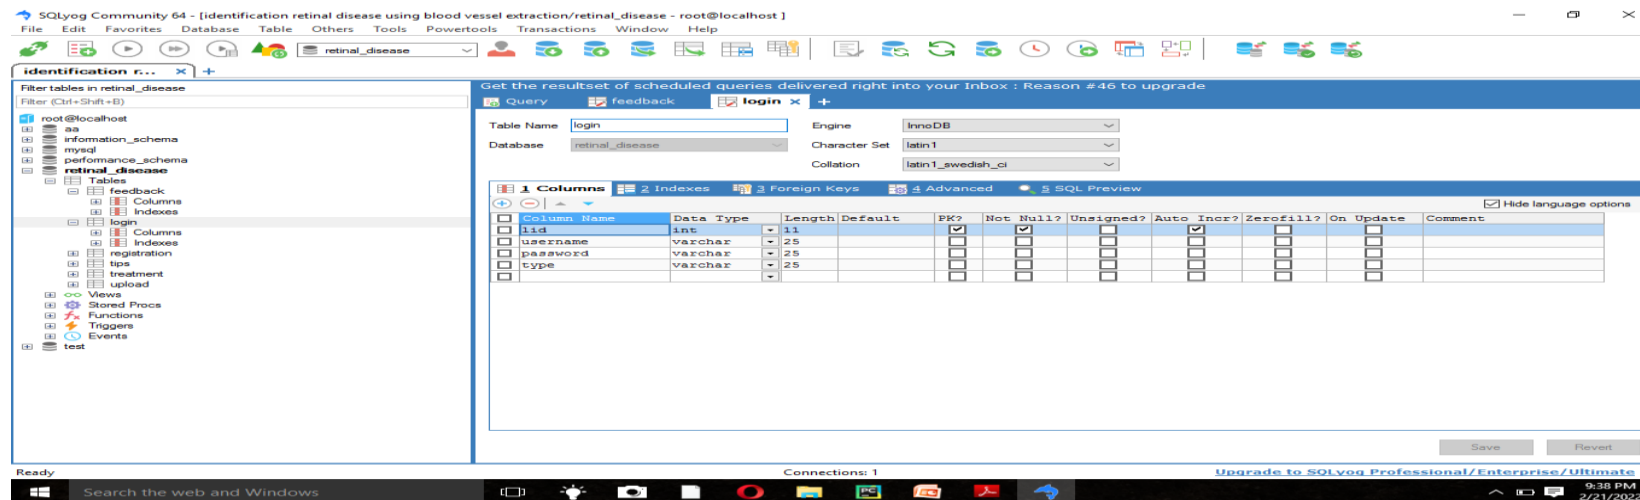 SQLyog Community 64 - [identification retinal disease using blood vessel extraction/retinal_disease - root@localhost ]
File Edit Favorites Database Table Others Tools Powertools Transactions Window Help
retinal_disease
identification r...
Filter tables in retinal_disease
Filter (Ctrl+Shift+B)
root@localhost
aa
information_schema
mysql
performance_schema
retinal_disease
Tables
feedback
Columns
Indexes
login
Columns
Indexes
registration
tips
treatment
upload
Views
Stored Procs
Functions
Triggers
Events
test
Get the resultset of scheduled queries delivered right into your Inbox : Reason #46 to upgrade
Query feedback login
Table Name login Engine InnoDB
Database retinal_disease Character Set latin1
Collation latin1_swedish_ci
1 Columns 2 Indexes 3 Foreign Keys 4 Advanced 5 SQL Preview
Hide language options
Column Name Data Type Length Default PK? Not Null? Unsigned? Auto Incr? Zerofill? On Update Comment
lid int 11
username varchar 25
password varchar 25
type varchar 25
Save Revert
Ready Connections: 1 Upgrade to SQLyog Professional/Enterprise/Ultimate
Search the web and Windows
PC
9:38 PM